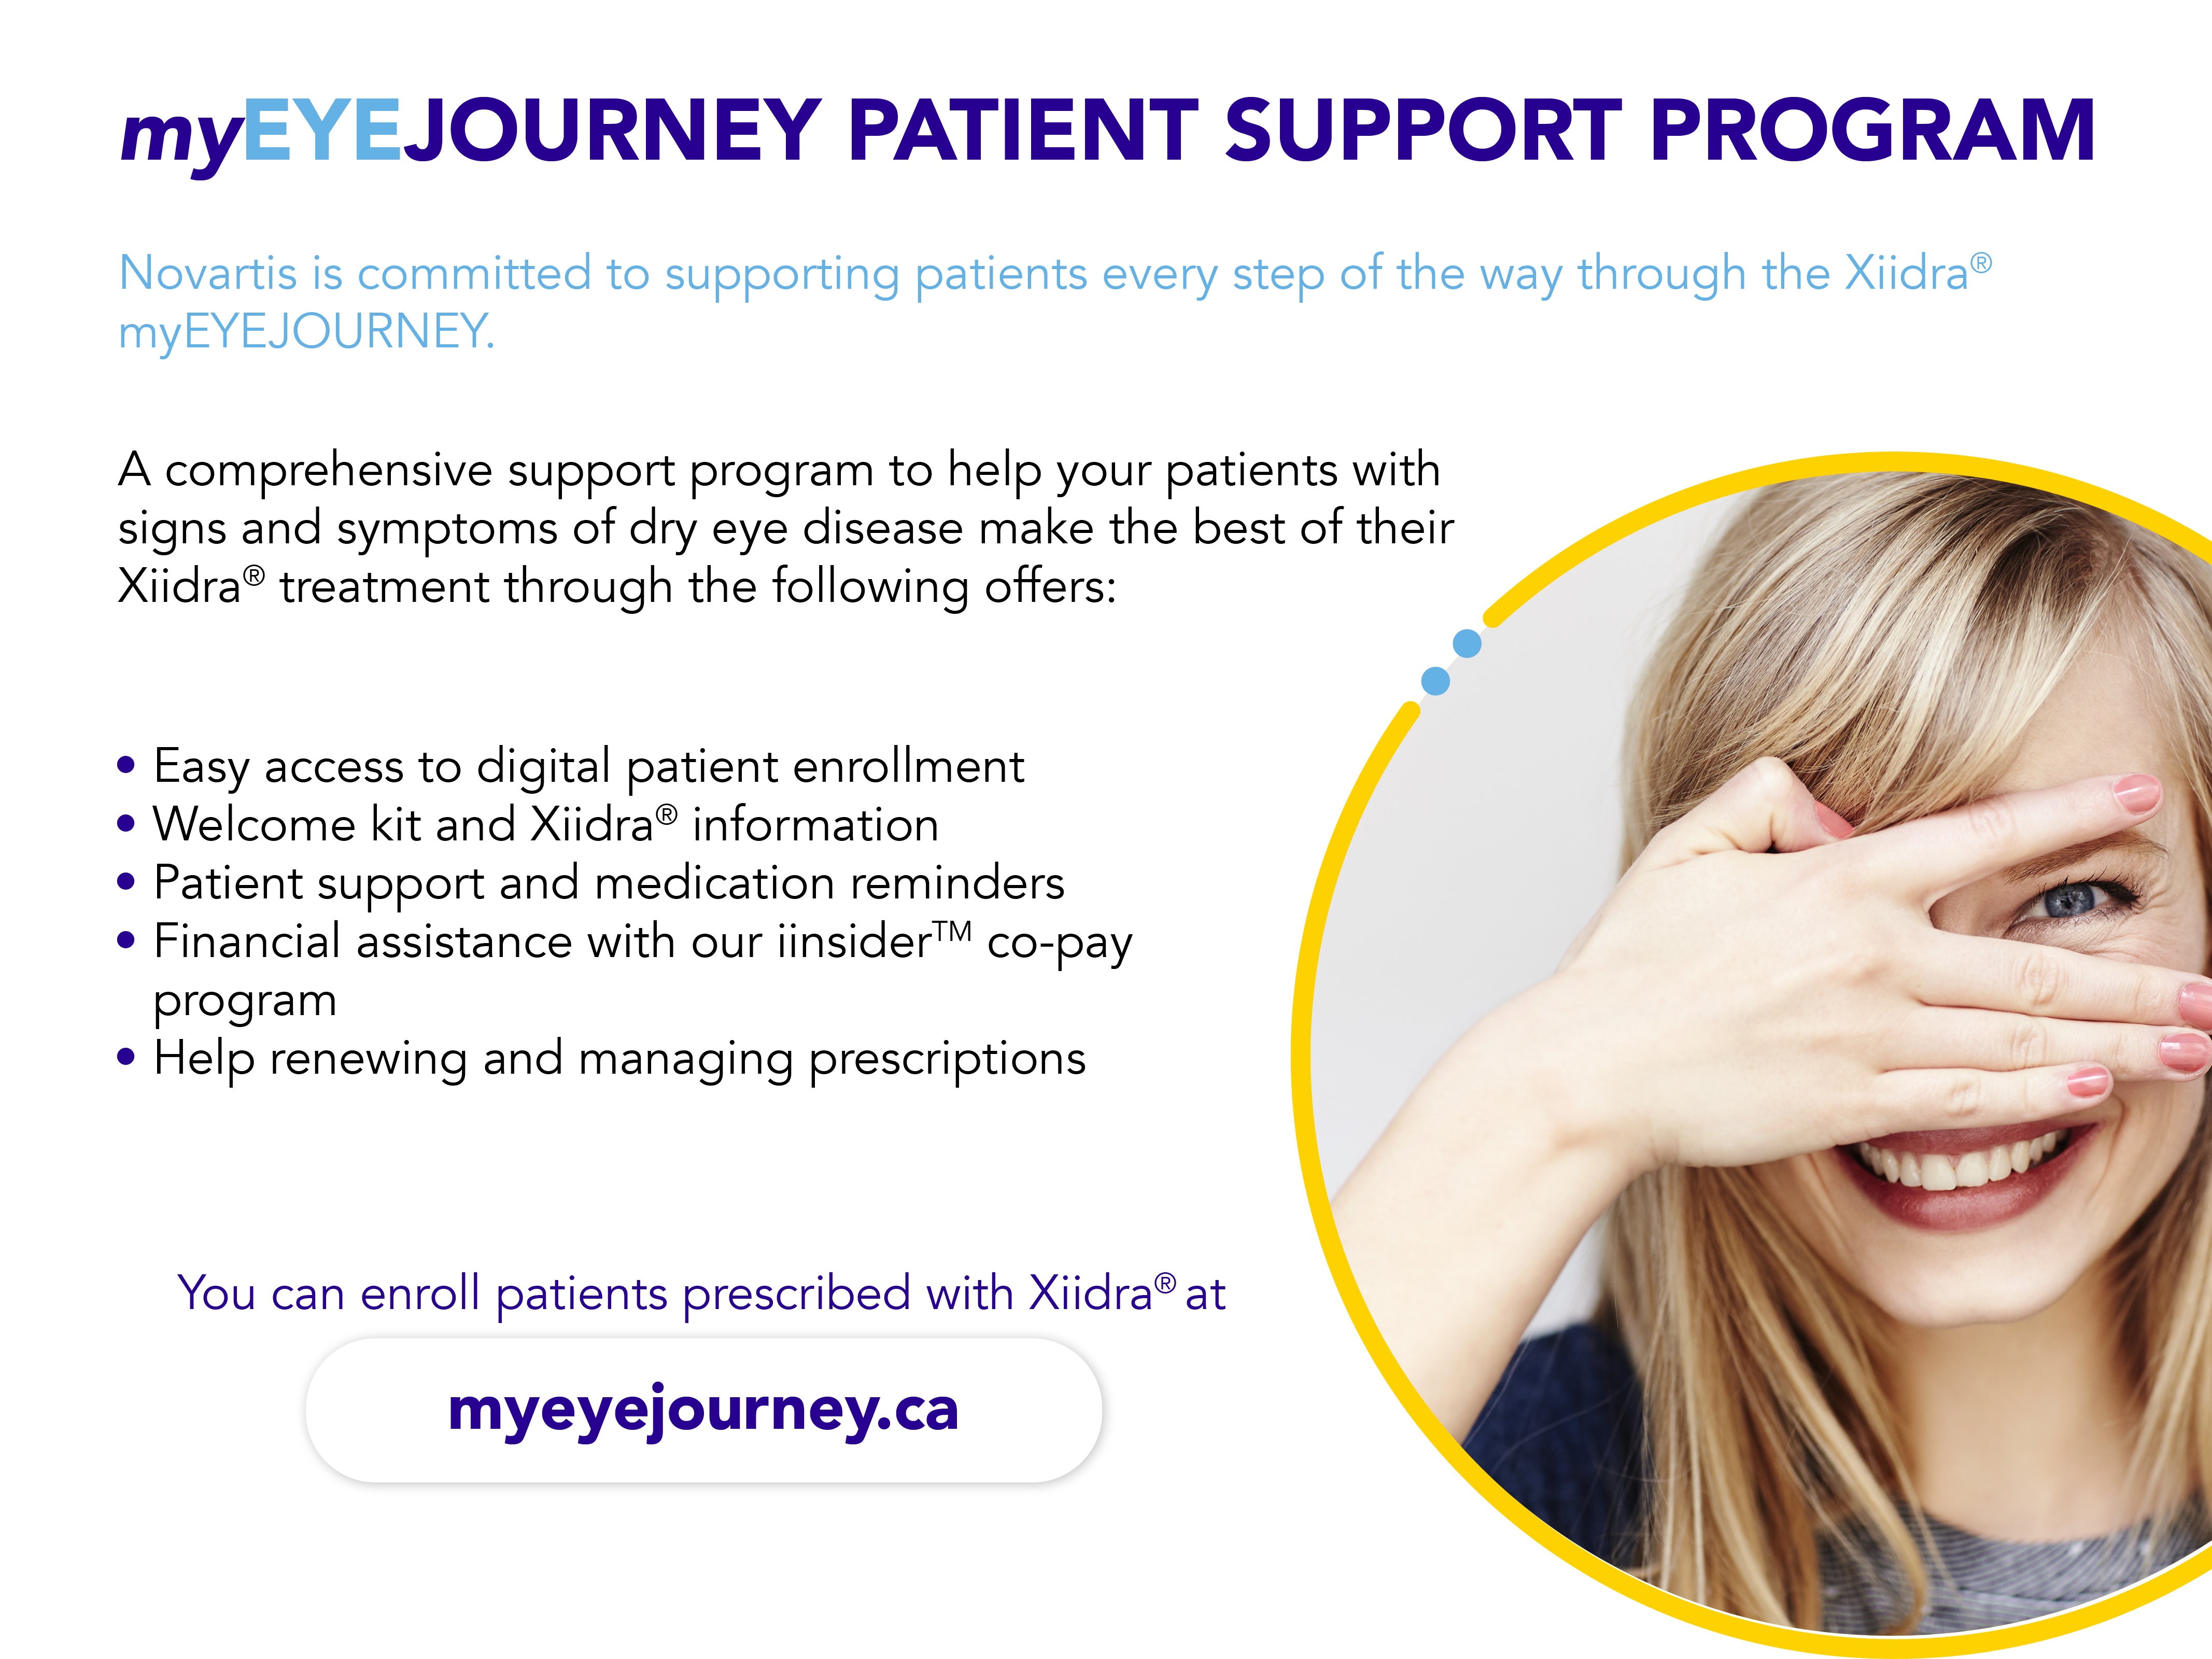 myEYEJOURNEY PATIENT SUPPORT PROGRAM
Novartis is committed to supporting patients every step of the way through the Xiidra®
myEYEJOURNEY.
A comprehensive support program to help your patients with
signs and symptoms of dry eye disease make the best of their
Xiidra® treatment through the following offers:
• Easy access to digital patient enrollment
• Welcome kit and Xiidra® information
• Patient support and medication reminders
• Financial assistance with our iinsider™ co-pay
program
• Help renewing and managing prescriptions
You can enroll patients prescribed with Xiidra® at
myeyejourney.ca